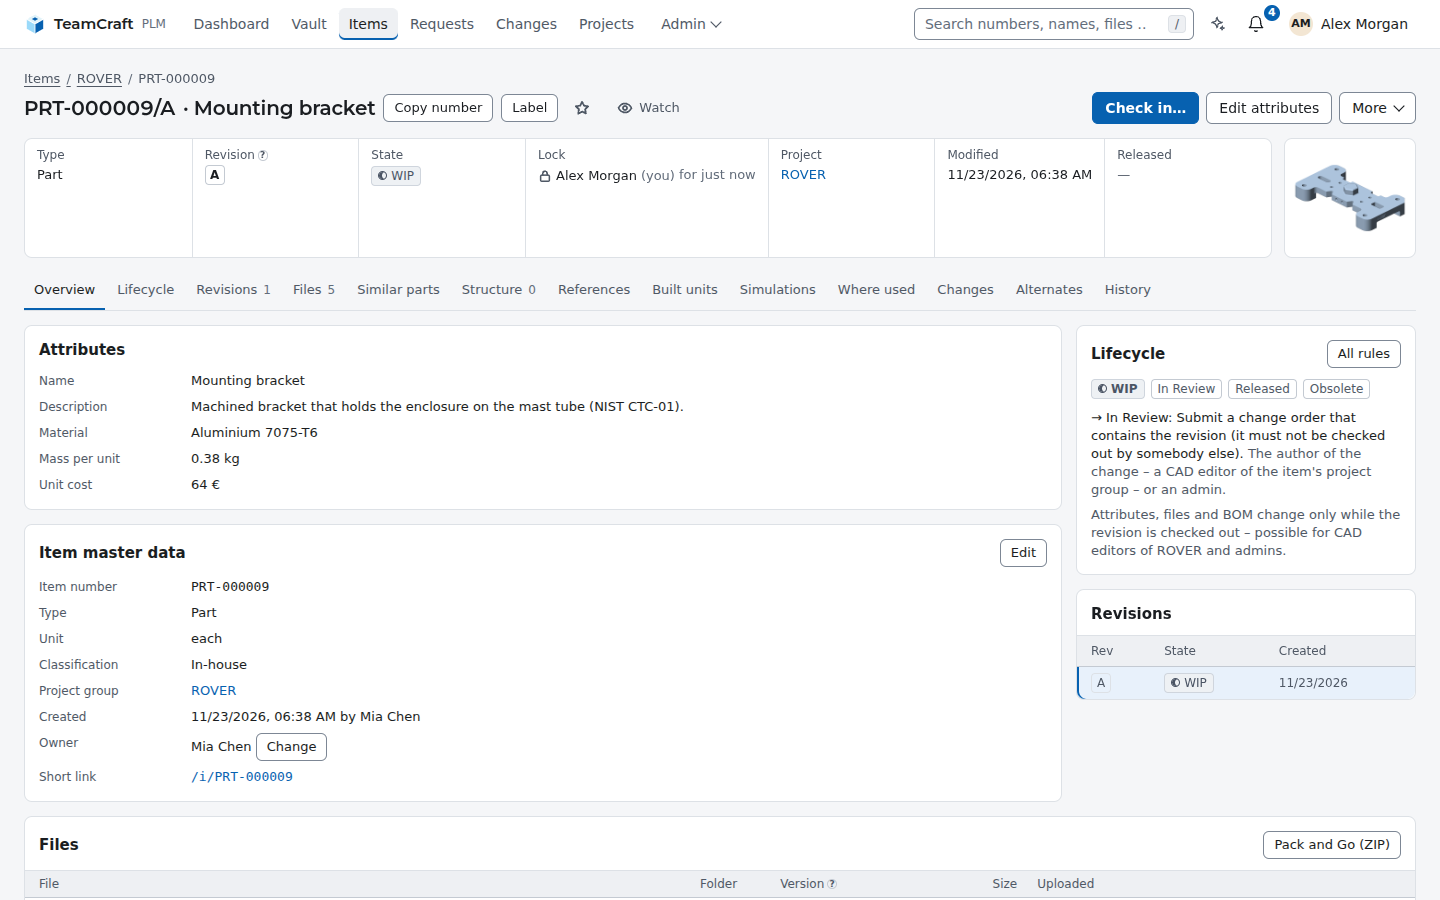 TeamCraft PLM Dashboard Vault Items Requests Changes Projects Admin Search numbers, names, files .. / 4 AM Alex Morgan
Items / ROVER / PRT-000009
PRT-000009/A · Mounting bracket Copy number Label Watch Check in… Edit attributes More
Type Revision ? State Lock Project Modified Released
Part A WIP Alex Morgan (you) for just now ROVER 11/23/2026, 06:38 AM —
Overview Lifecycle Revisions 1 Files 5 Similar parts Structure 0 References Built units Simulations Where used Changes Alternates History
Attributes
Name Mounting bracket
Description Machined bracket that holds the enclosure on the mast tube (NIST CTC-01).
Material Aluminium 7075-T6
Mass per unit 0.38 kg
Unit cost 64 €
Item master data Edit
Item number PRT-000009
Type Part
Unit each
Classification In-house
Project group ROVER
Created 11/23/2026, 06:38 AM by Mia Chen
Owner Mia Chen Change
Short link /i/PRT-000009
Lifecycle All rules
WIP In Review Released Obsolete
→ In Review: Submit a change order that
contains the revision (it must not be checked
out by somebody else). The author of the
change – a CAD editor of the item's project
group – or an admin.
Attributes, files and BOM change only while the
revision is checked out – possible for CAD
editors of ROVER and admins.
Revisions
Rev State Created
A WIP 11/23/2026
Files Pack and Go (ZIP)
File Folder Version ? Size Uploaded